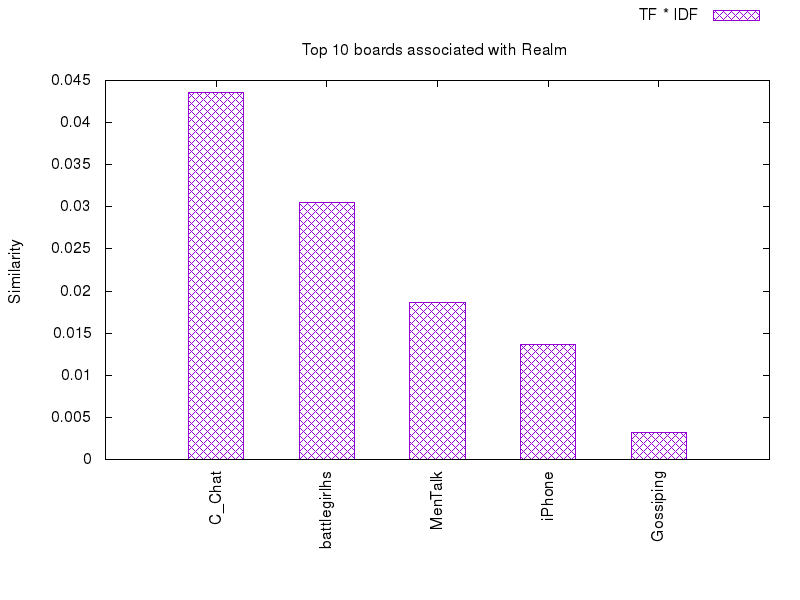 TF * IDF
Top 10 boards associated with Realm
0.045
0.04
0.035
0.03
0.025
0.02
0.015
0.01
0.005
0
Similarity
C_Chat
battlegirlhs
MenTalk
iPhone
Gossiping